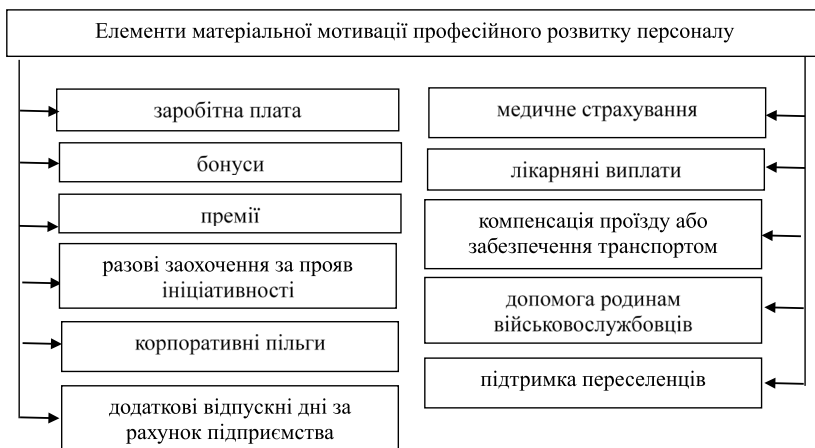 Елементи матеріальної мотивації професійного розвитку персоналу
заробітна плата
бонуси
премії
разові заохочення за прояв
ініціативності
корпоративні пільги
додаткові відпускні дні за
рахунок підприємства
медичне страхування
лікарняні виплати
компенсація проїзду або
забезпечення транспортом
допомога родинам
військовослужбовців
підтримка переселенців